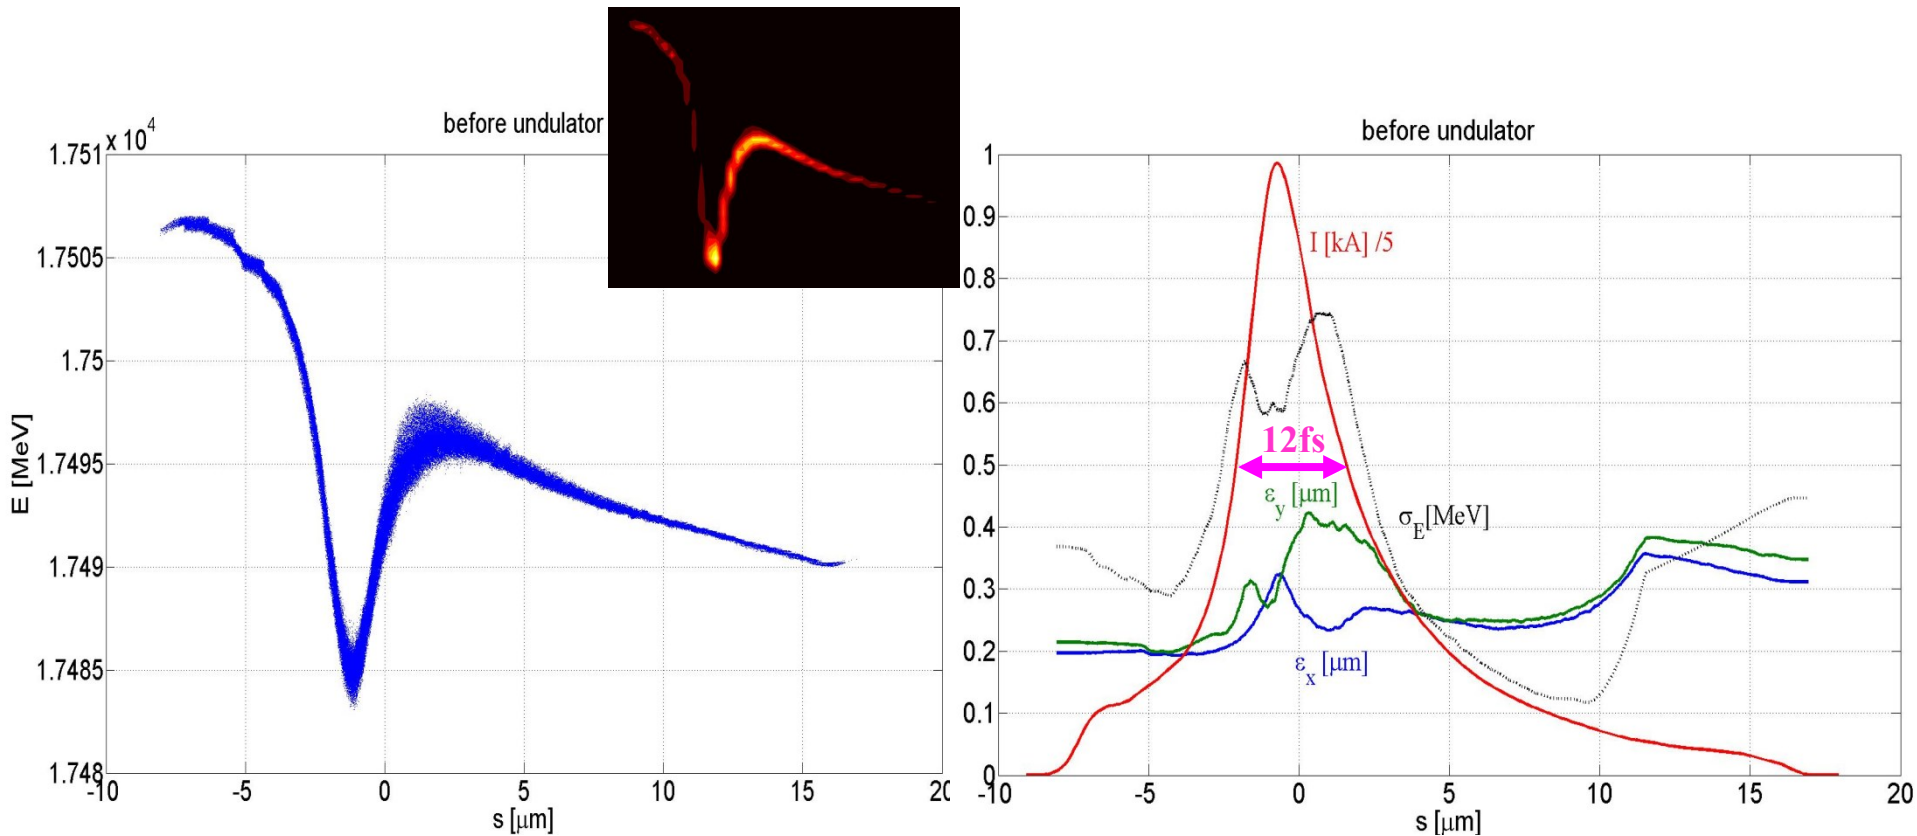 before undulator
x 10^4
1.751
1.7505
1.75
1.7495
1.749
1.7485
1.748
E [MeV]
-10 -5 0 5 10 15 20
s [μm]
before undulator
1
0.9
0.8
0.7
0.6
0.5
0.4
0.3
0.2
0.1
0
I [kA] /5
12fs
ε_y [μm]
σ_E[MeV]
ε_x [μm]
-10 -5 0 5 10 15 20
s [μm]